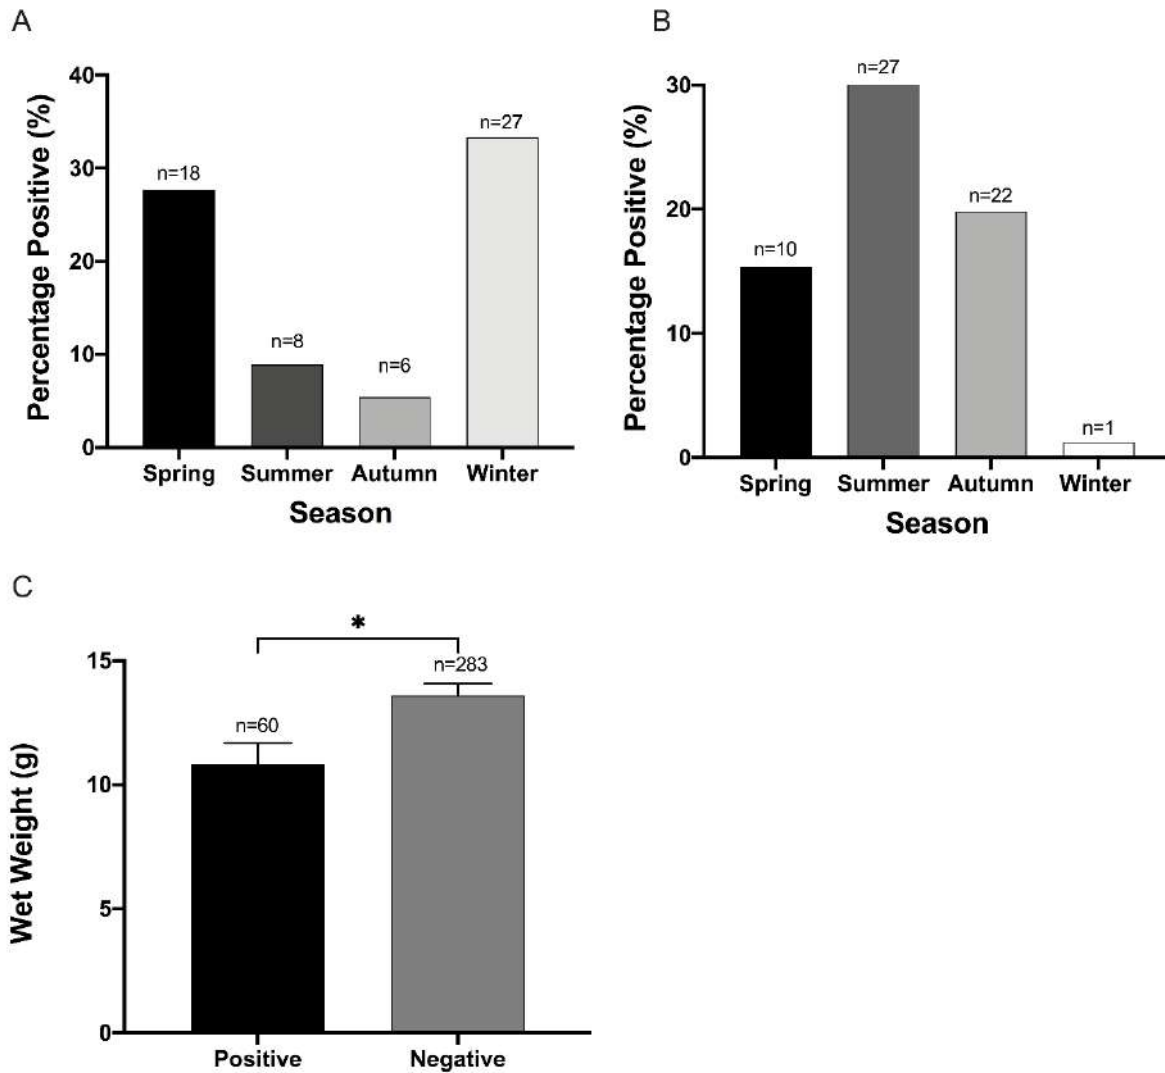 A
Percentage Positive (%)
40
30
20
10
0
n=18
n=8
n=6
n=27
Spring Summer Autumn Winter
Season
B
Percentage Positive (%)
30
20
10
0
n=10
n=27
n=22
n=1
Spring Summer Autumn Winter
Season
C
Wet Weight (g)
15
10
5
0
*
n=60
n=283
Positive Negative